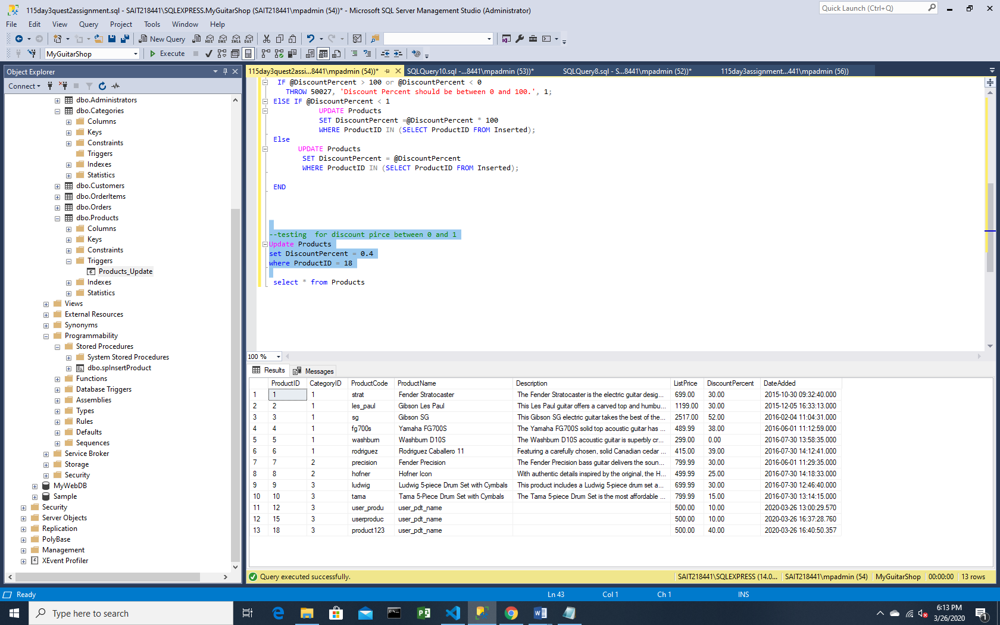 115day3quest2assignment.sql - SAIT218441\SQLEXPRESS.MyGuitarShop (SAIT218441\mpadmin (54))* - Microsoft SQL Server Management Studio (Administrator)
Quick Launch (Ctrl+Q)
File Edit View Query Project Tools Window Help
New Query
MDX DMX XMLA DAX
MyGuitarShop Execute
Object Explorer
Connect
dbo.Administrators
dbo.Categories
Columns
Keys
Constraints
Triggers
Indexes
Statistics
dbo.Customers
dbo.OrderItems
dbo.Orders
dbo.Products
Columns
Keys
Constraints
Triggers
Products_Update
Indexes
Statistics
Views
External Resources
Synonyms
Programmability
Stored Procedures
System Stored Procedures
dbo.spInsertProduct
Functions
Database Triggers
Assemblies
Types
Rules
Defaults
Sequences
Service Broker
Storage
Security
MyWebDB
Sample
Security
Server Objects
Replication
PolyBase
Management
XEvent Profiler
115day3quest2assi...8441\mpadmin (54))* SQLQuery10.sql -...8441\mpadmin (53))* SQLQuery8.sql - S...8441\mpadmin (52))* 115day3assignment...441\mpadmin (56))
IF @DiscountPercent > 100 or @DiscountPercent < 0
THROW 50027, 'Discount Percent should be between 0 and 100.', 1;
ElSE IF @DiscountPercent < 1
UPDATE Products
SET DiscountPercent =@DiscountPercent * 100
WHERE ProductID IN (SELECT ProductID FROM Inserted);
Else
UPDATE Products
SET DiscountPercent = @DiscountPercent
WHERE ProductID IN (SELECT ProductID FROM Inserted);
END
--testing  for discount pirce between 0 and 1
Update Products
set DiscountPercent = 0.4
where ProductID = 18
select * from Products
100 %
Results Messages
ProductID CategoryID ProductCode ProductName Description ListPrice DiscountPercent DateAdded
1 1 1 strat Fender Stratocaster The Fender Stratocaster is the electric guitar desig... 699.00 30.00 2015-10-30 09:32:40.000
2 2 1 les_paul Gibson Les Paul This Les Paul guitar offers a carved top and humbu... 1199.00 30.00 2015-12-05 16:33:13.000
3 3 1 sg Gibson SG This Gibson SG electric guitar takes the best of the... 2517.00 52.00 2016-02-04 11:04:31.000
4 4 1 fg700s Yamaha FG700S The Yamaha FG700S solid top acoustic guitar has ... 489.99 38.00 2016-06-01 11:12:59.000
5 5 1 washburn Washburn D10S The Washburn D10S acoustic guitar is superbly cr... 299.00 0.00 2016-07-30 13:58:35.000
6 6 1 rodriguez Rodriguez Caballero 11 Featuring a carefully chosen, solid Canadian cedar ... 415.00 39.00 2016-07-30 14:12:41.000
7 7 2 precision Fender Precision The Fender Precision bass guitar delivers the soun... 799.99 30.00 2016-06-01 11:29:35.000
8 8 2 hofner Hofner Icon With authentic details inspired by the original, the H... 499.99 25.00 2016-07-30 14:18:33.000
9 9 3 ludwig Ludwig 5-piece Drum Set with Cymbals This product includes a Ludwig 5-piece drum set a... 699.99 30.00 2016-07-30 12:46:40.000
10 10 3 tama Tama 5-Piece Drum Set with Cymbals The Tama 5-piece Drum Set is the most affordable ... 799.99 15.00 2016-07-30 13:14:15.000
11 12 3 user_produ user_pdt_name 500.00 10.00 2020-03-26 13:00:29.570
12 15 3 userproduc user_pdt_name 500.00 10.00 2020-03-26 16:37:28.760
13 18 3 product123 user_pdt_name 500.00 40.00 2020-03-26 16:40:50.357
Query executed successfully. SAIT218441\SQLEXPRESS (14.0... SAIT218441\mpadmin (54) MyGuitarShop 00:00:00 13 rows
Ready Ln 43 Col 1 Ch 1 INS
Type here to search
6:13 PM
3/26/2020
1